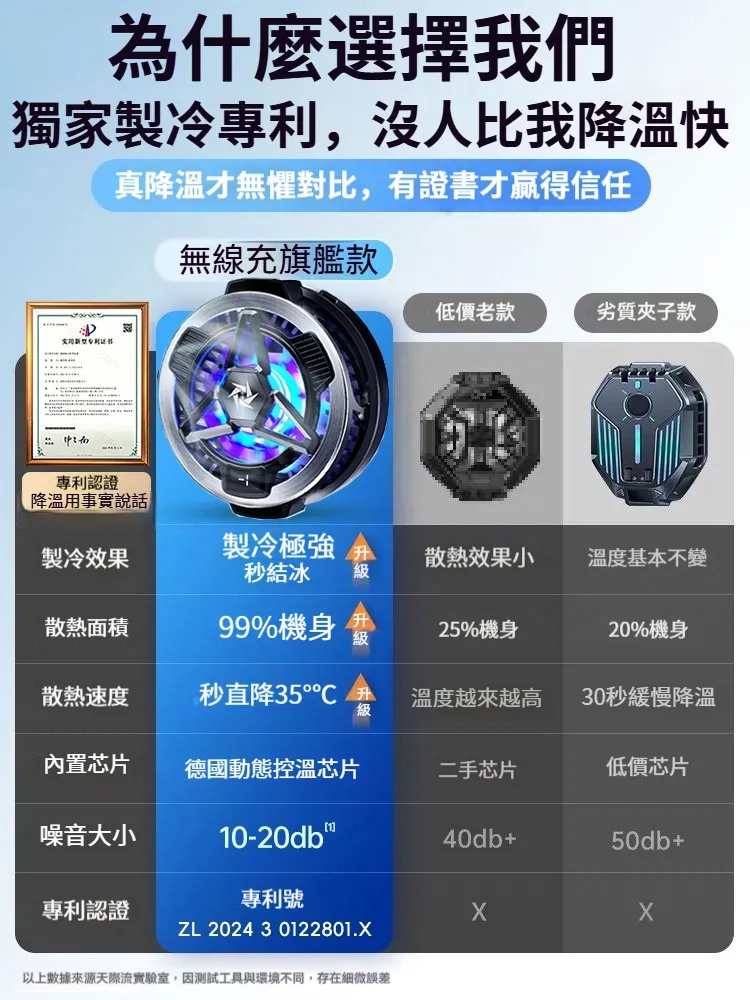 為什麼選擇我們
獨家製冷專利，沒人比我降溫快
真降溫才無懼對比，有證書才贏得信任
無線充旗艦款
低價老款
劣質夾子款
实用新型专利证书
專利認證
降溫用事實說話
製冷效果
製冷極強
秒結冰
升級
散熱效果小
溫度基本不變
散熱面積
99%機身
升級
25%機身
20%機身
散熱速度
秒直降35°°C
升級
溫度越來越高
30秒緩慢降溫
內置芯片
德國動態控溫芯片
二手芯片
低價芯片
噪音大小
10-20db[1]
40db+
50db+
專利認證
專利號
ZL 2024 3 0122801.X
X
X
以上數據來源天際流實驗室，因測試工具與環境不同，存在細微誤差